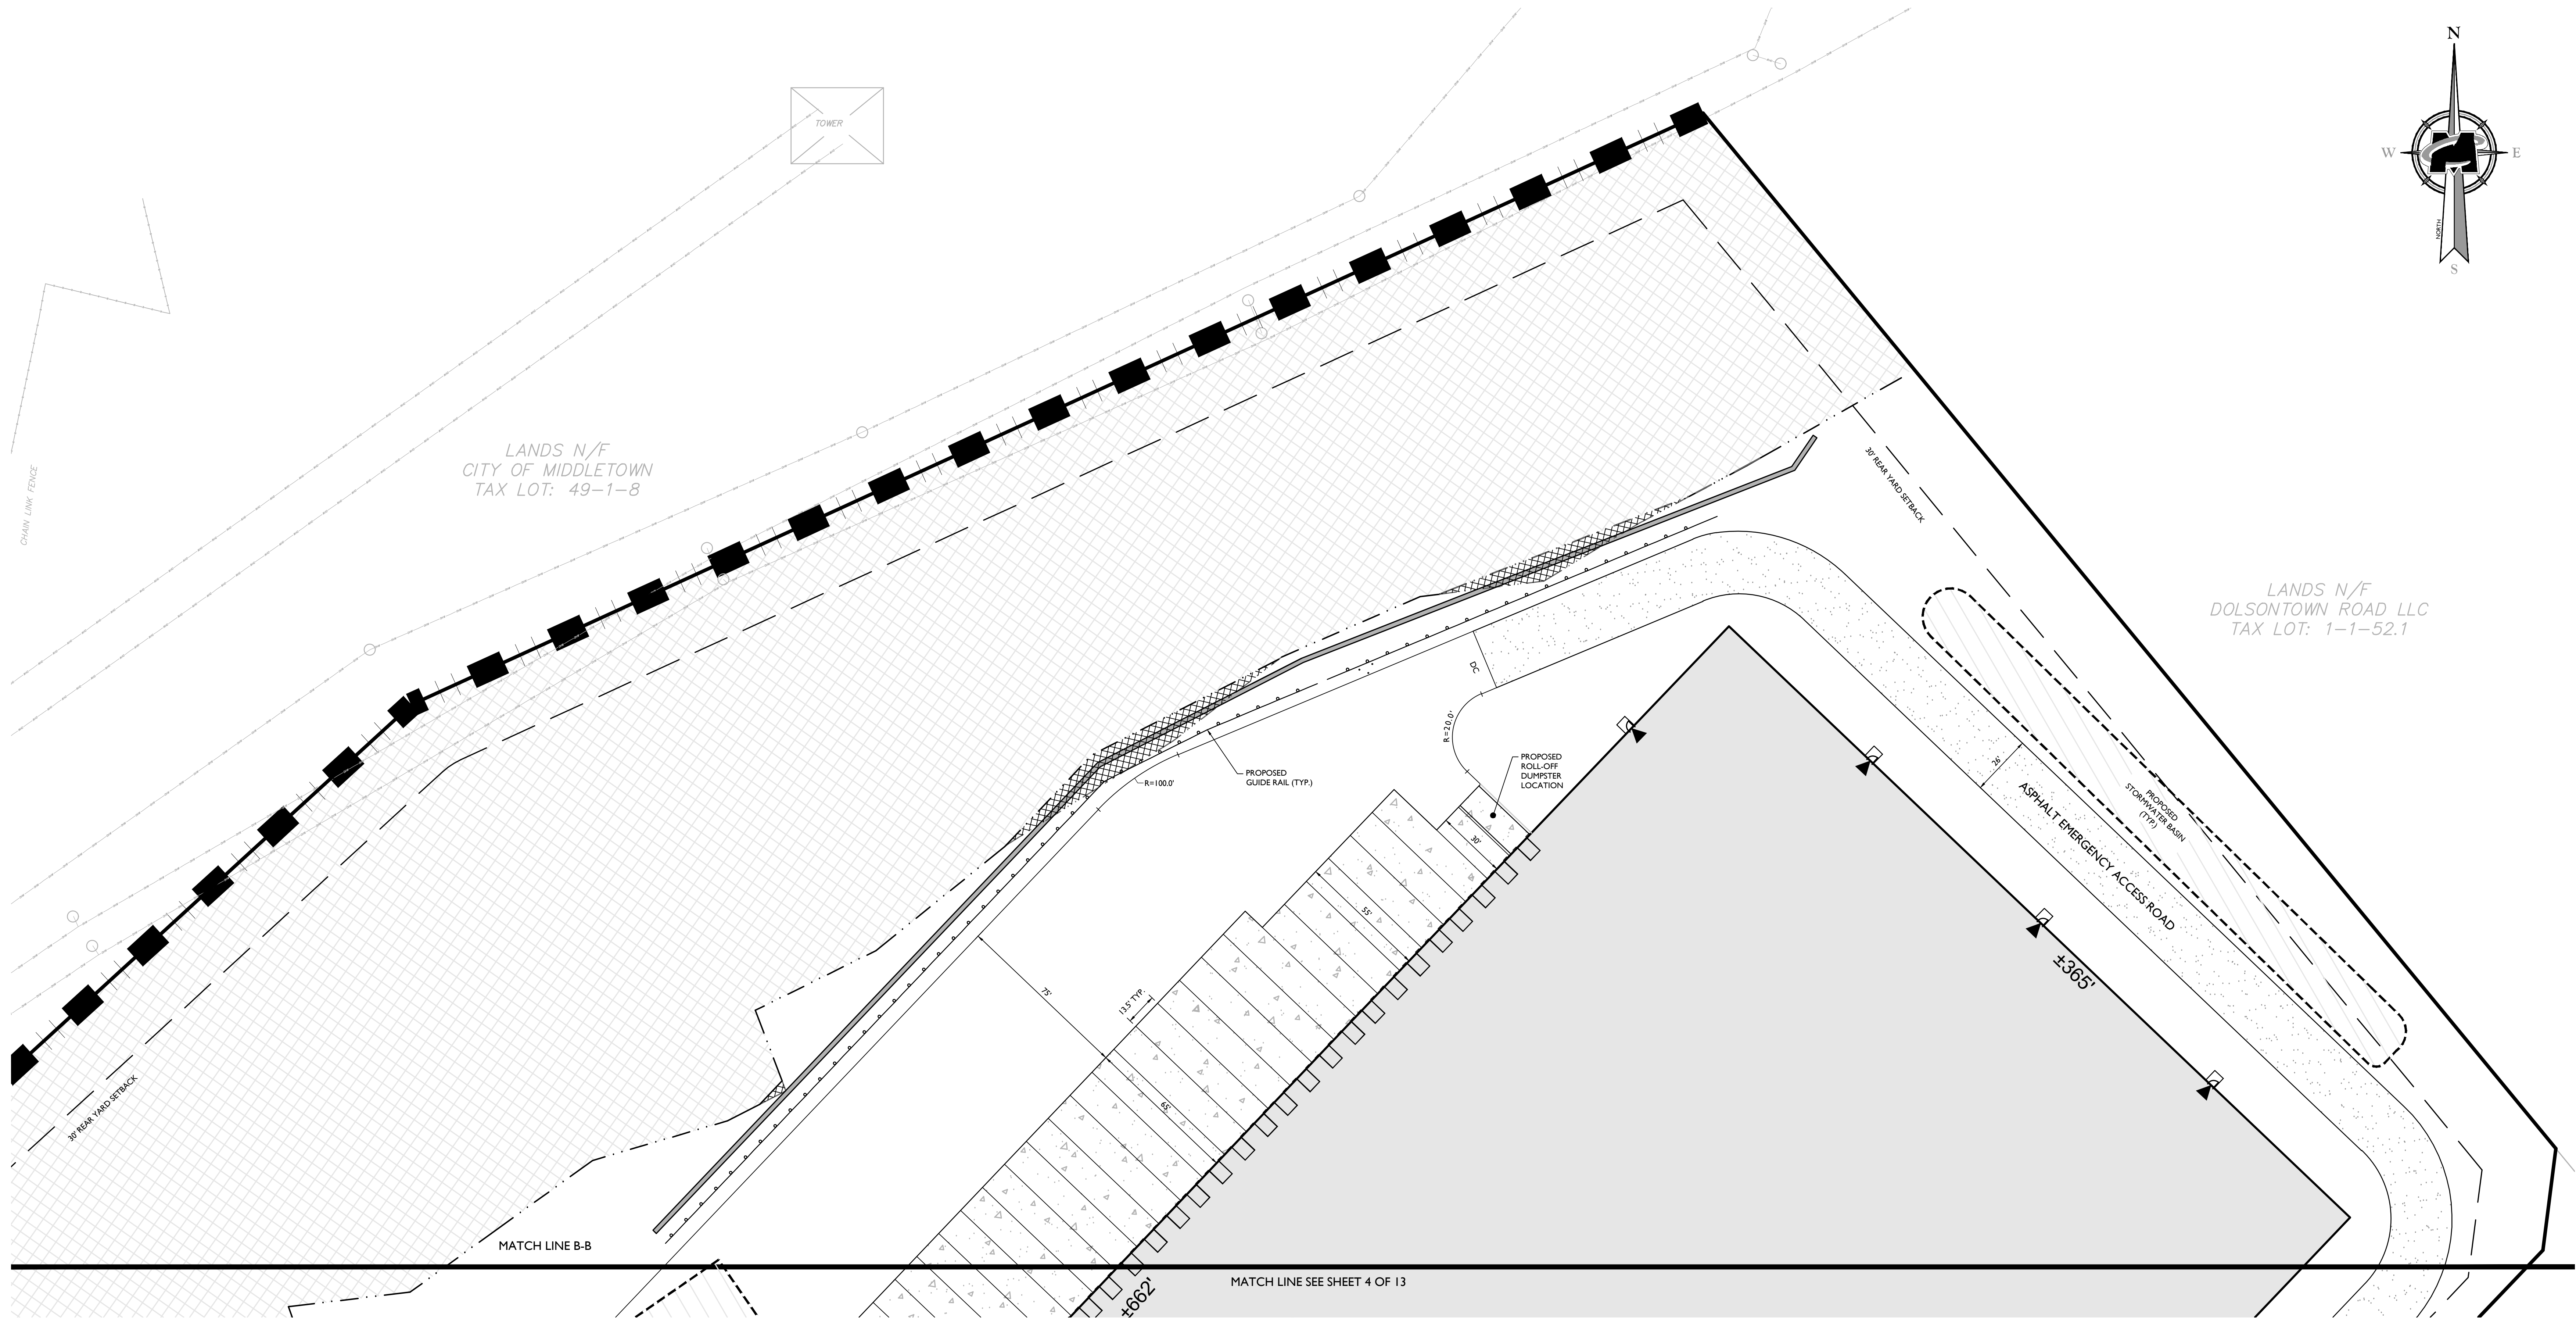 N
W
E
NORTH
S
TOWER
LANDS N/F
CITY OF MIDDLETOWN
TAX LOT: 49-1-8
CHAIN LINK FENCE
30' REAR YARD SETBACK
LANDS N/F
DOLSONTOWN ROAD LLC
TAX LOT: 1-1-52.1
DC
R=20.0'
PROPOSED
ROLL-OFF
DUMPSTER
LOCATION
PROPOSED
GUIDE RAIL (TYP.)
R=100.0'
26'
ASPHALT EMERGENCY ACCESS ROAD
PROPOSED
STORMWATER BASIN
(TYP.)
30'
55'
75'
13.5' TYP.
65'
±365'
30' REAR YARD SETBACK
MATCH LINE B-B
MATCH LINE SEE SHEET 4 OF 13
±662'